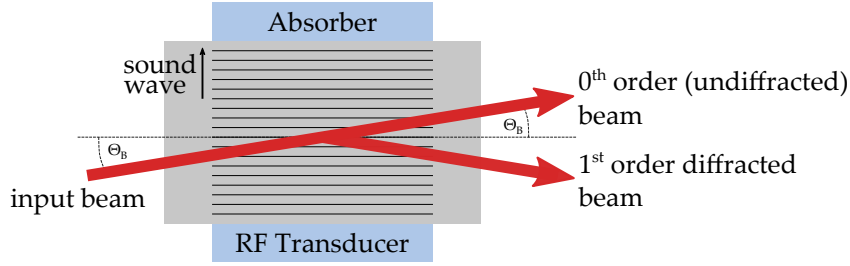 Absorber
sound
wave
0th order (undiffracted)
beam
ΘB
ΘB
1st order diffracted
beam
input beam
RF Transducer